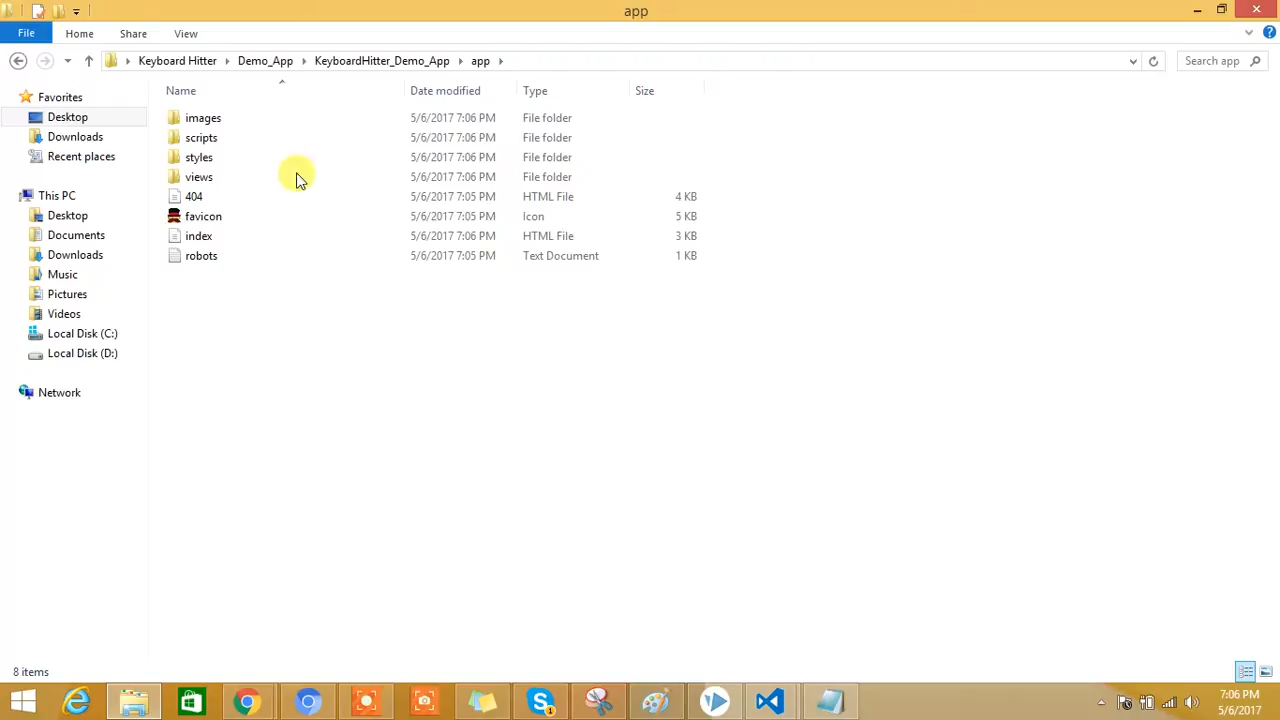 app
File Home Share View
Keyboard Hitter Demo_App KeyboardHitter_Demo_App app Search app
Name Date modified Type Size
Favorites
Desktop
Downloads
Recent places
This PC
Desktop
Documents
Downloads
Music
Pictures
Videos
Local Disk (C:)
Local Disk (D:)
Network
images 5/6/2017 7:06 PM File folder
scripts 5/6/2017 7:06 PM File folder
styles 5/6/2017 7:06 PM File folder
views 5/6/2017 7:06 PM File folder
404 5/6/2017 7:05 PM HTML File 4 KB
favicon 5/6/2017 7:05 PM Icon 5 KB
index 5/6/2017 7:06 PM HTML File 3 KB
robots 5/6/2017 7:05 PM Text Document 1 KB
8 items
1
7:06 PM
5/6/2017